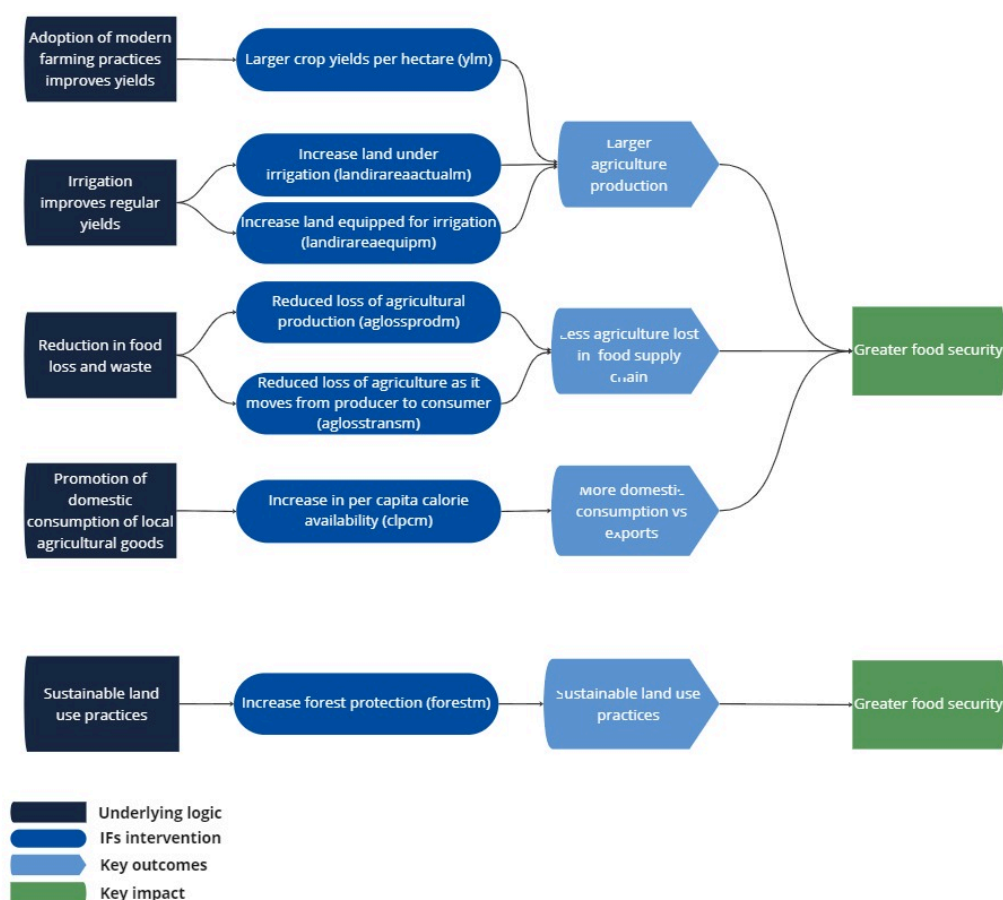 Adoption of modern
farming practices
improves yields
Larger crop yields per hectare (ylm)
Irrigation
improves regular
yields
Increase land under
irrigation (landirareaactualm)
Increase land equipped for irrigation
(landirareaequipm)
Larger
agriculture
production
Reduction in food
loss and waste
Reduced loss of agricultural
production (aglossprodm)
Reduced loss of agriculture as it
moves from producer to consumer
(aglosstransm)
Less agriculture lost
in food supply
chain
Greater food security
Promotion of
domestic
consumption of local
agricultural goods
Increase in per capita calorie
availability (clpcm)
More domestic
consumption vs
exports
Sustainable land
use practices
Increase forest protection (forestm)
Sustainable land use
practices
Greater food security
Underlying logic
IFs intervention
Key outcomes
Key impact